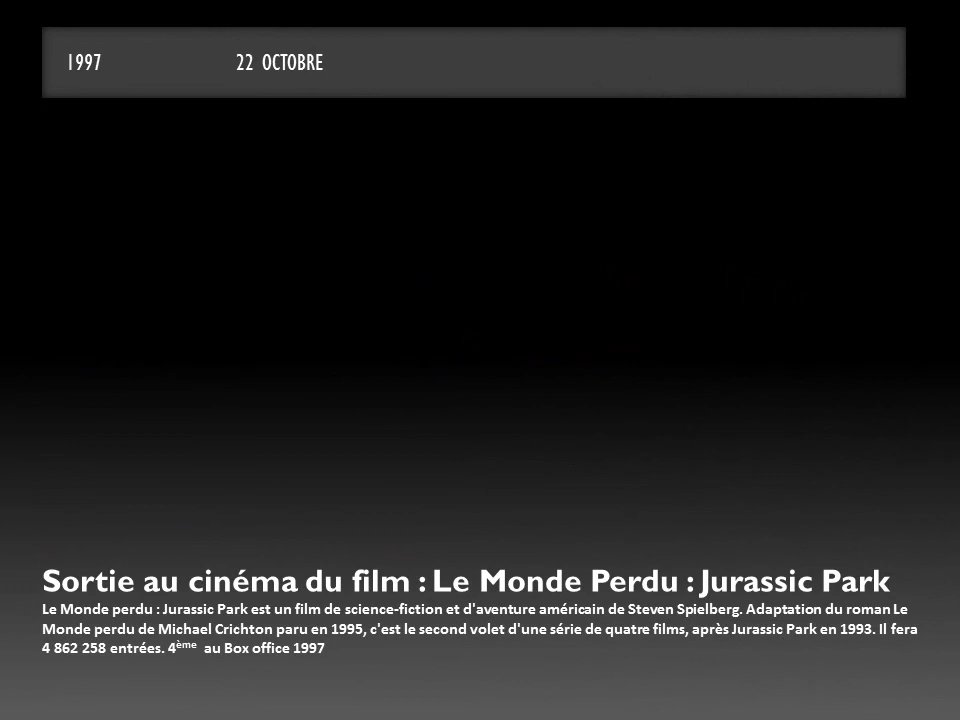 1997 22 OCTOBRE
Sortie au cinéma du film : Le Monde Perdu : Jurassic Park
Le Monde perdu : Jurassic Park est un film de science-fiction et d'aventure américain de Steven Spielberg. Adaptation du roman Le
Monde perdu de Michael Crichton paru en 1995, c'est le second volet d'une série de quatre films, après Jurassic Park en 1993. Il fera
4 862 258 entrées. 4ème au Box office 1997